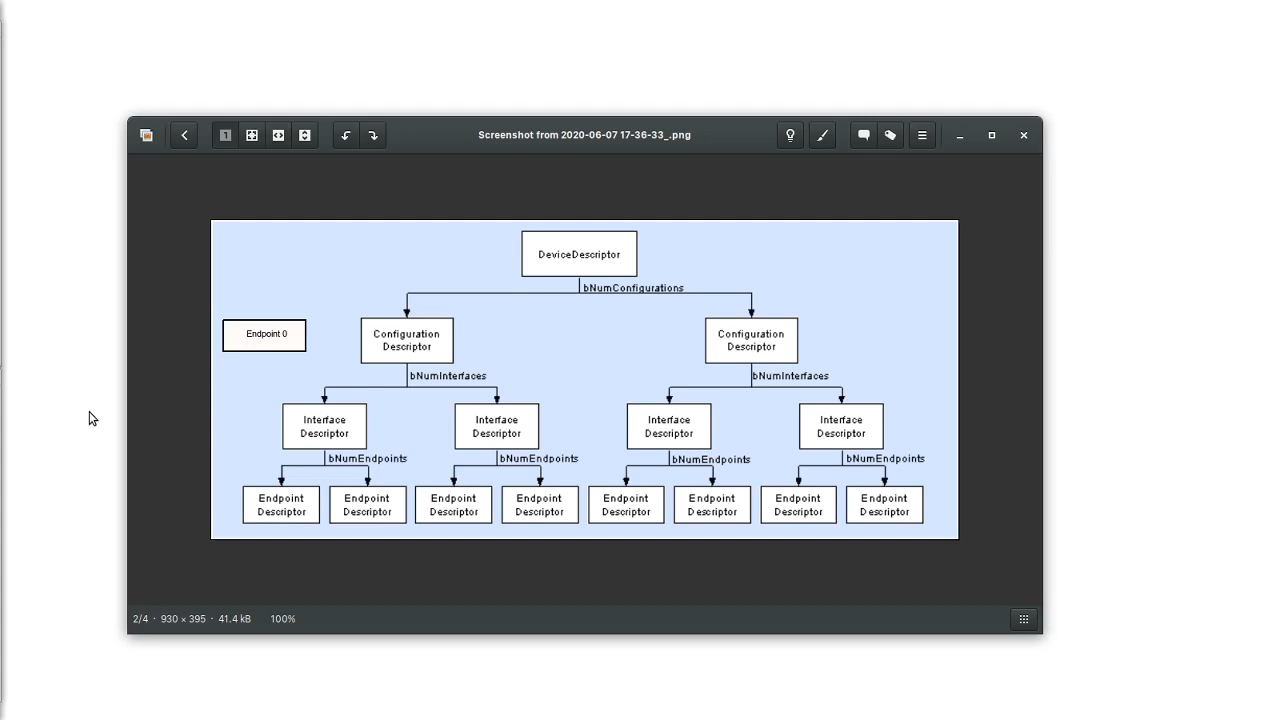 1
Screenshot from 2020-06-07 17-36-33_.png
DeviceDescriptor
bNumConfigurations
Endpoint 0
Configuration
Descriptor
Configuration
Descriptor
bNumInterfaces
bNumInterfaces
Interface
Descriptor
Interface
Descriptor
Interface
Descriptor
Interface
Descriptor
bNumEndpoints
bNumEndpoints
bNumEndpoints
bNumEndpoints
Endpoint
Descriptor
Endpoint
Descriptor
Endpoint
Descriptor
Endpoint
Descriptor
Endpoint
Descriptor
Endpoint
Descriptor
Endpoint
Descriptor
Endpoint
Descriptor
2/4 · 930 × 395 · 41.4 kB 100%